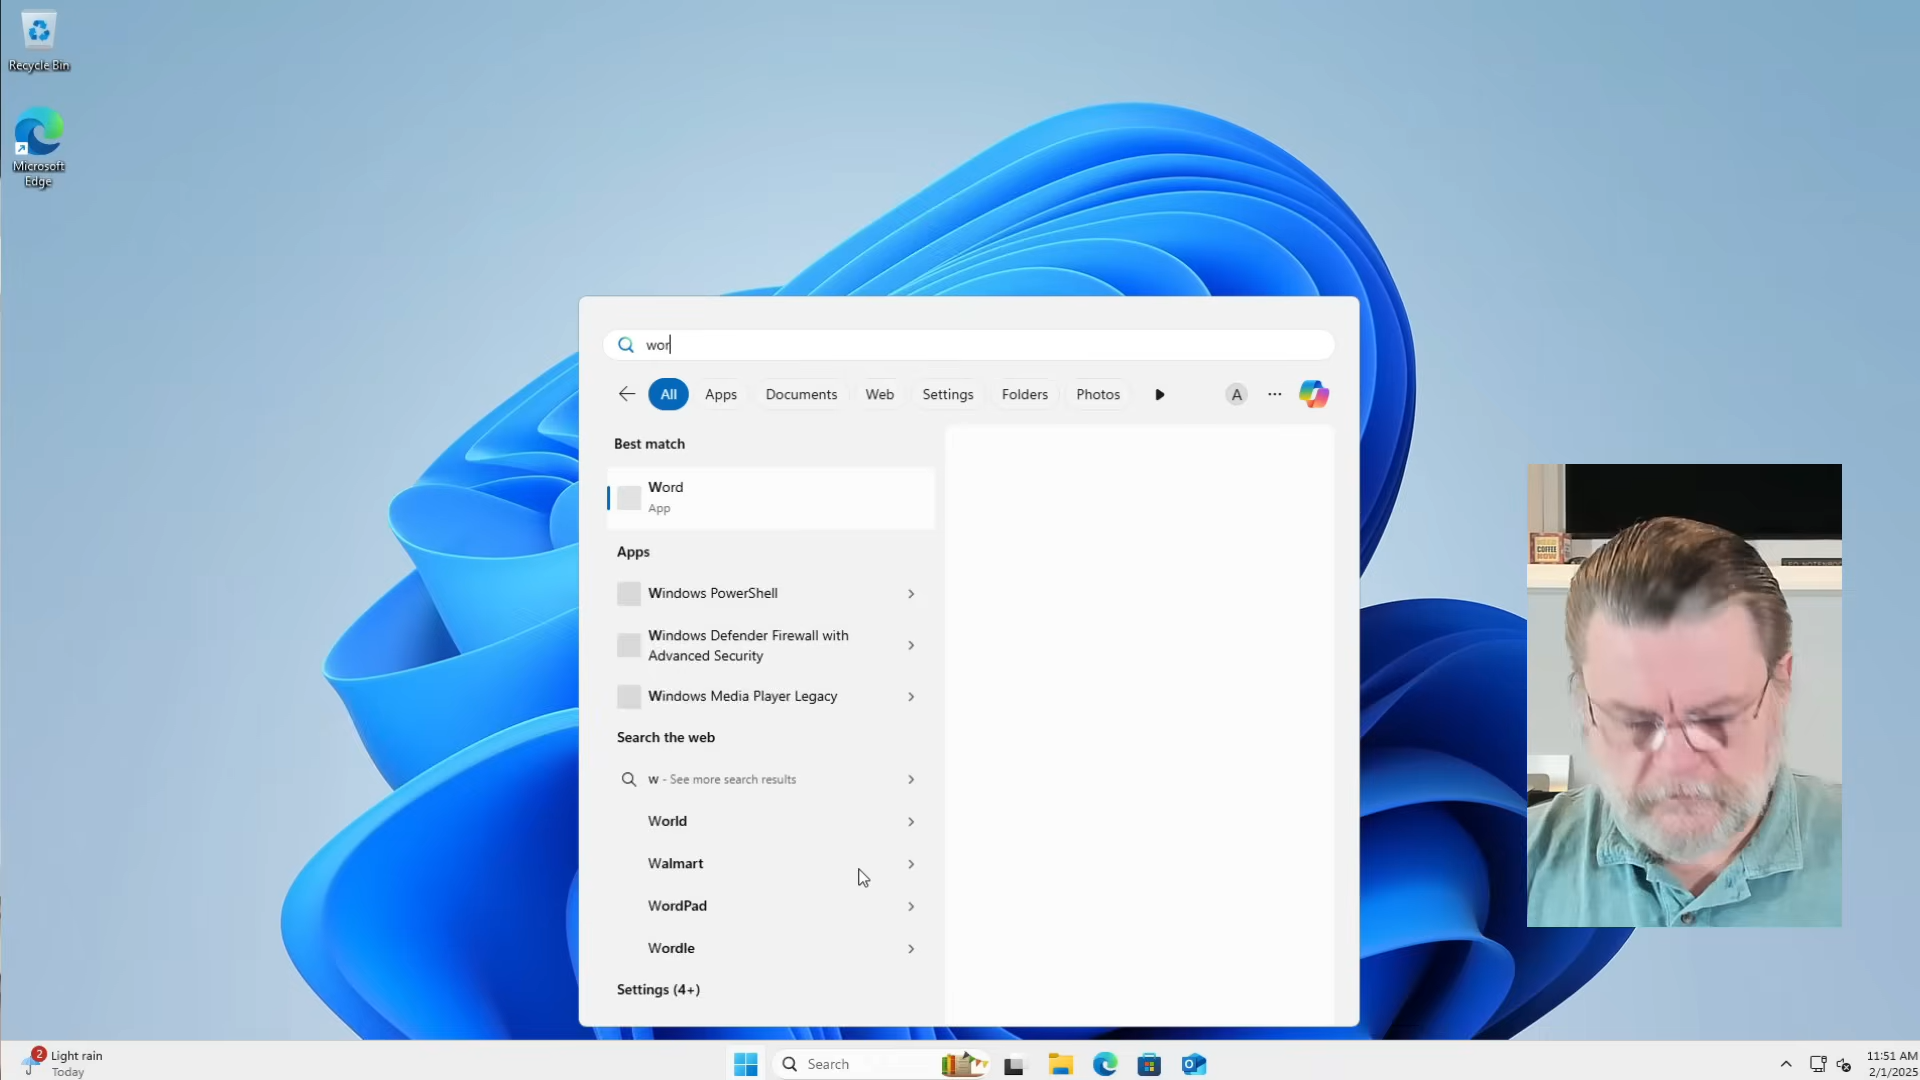 Recycle Bin
Microsoft
Edge
wor
All
Apps
Documents
Web
Settings
Folders
Photos
A
Best match
Word
App
Apps
Windows PowerShell
Windows Defender Firewall with
Advanced Security
Windows Media Player Legacy
Search the web
w - See more search results
World
Walmart
WordPad
Wordle
Settings (4+)
COFFEE
2
Light rain
Today
Search
11:51 AM
2/1/2025